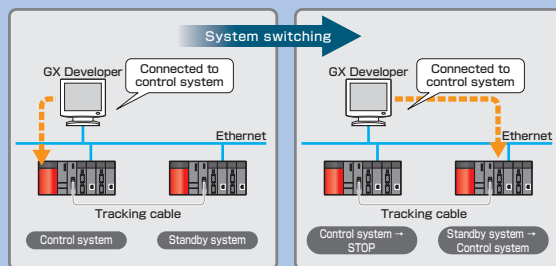 System switching
GX Developer
Connected to
control system
Ethernet
Tracking cable
Control system
Standby system
GX Developer
Connected to
control system
Ethernet
Tracking cable
Control system →
STOP
Standby system →
Control system